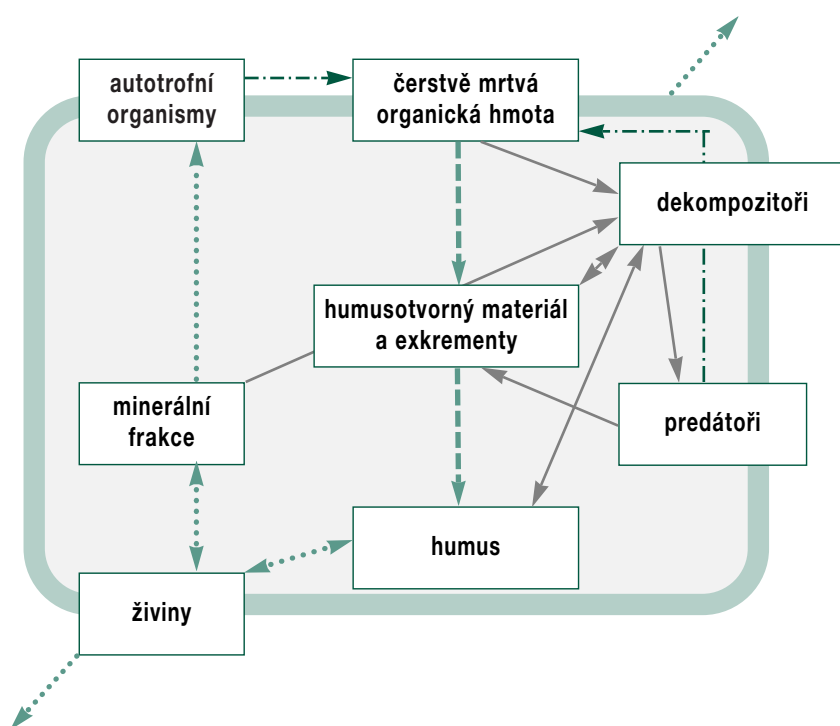 autotrofní
organismy
čerstvě mrtvá
organická hmota
dekompozitoři
humusotvorný materiál
a exkrementy
minerální
frakce
predátoři
humus
živiny